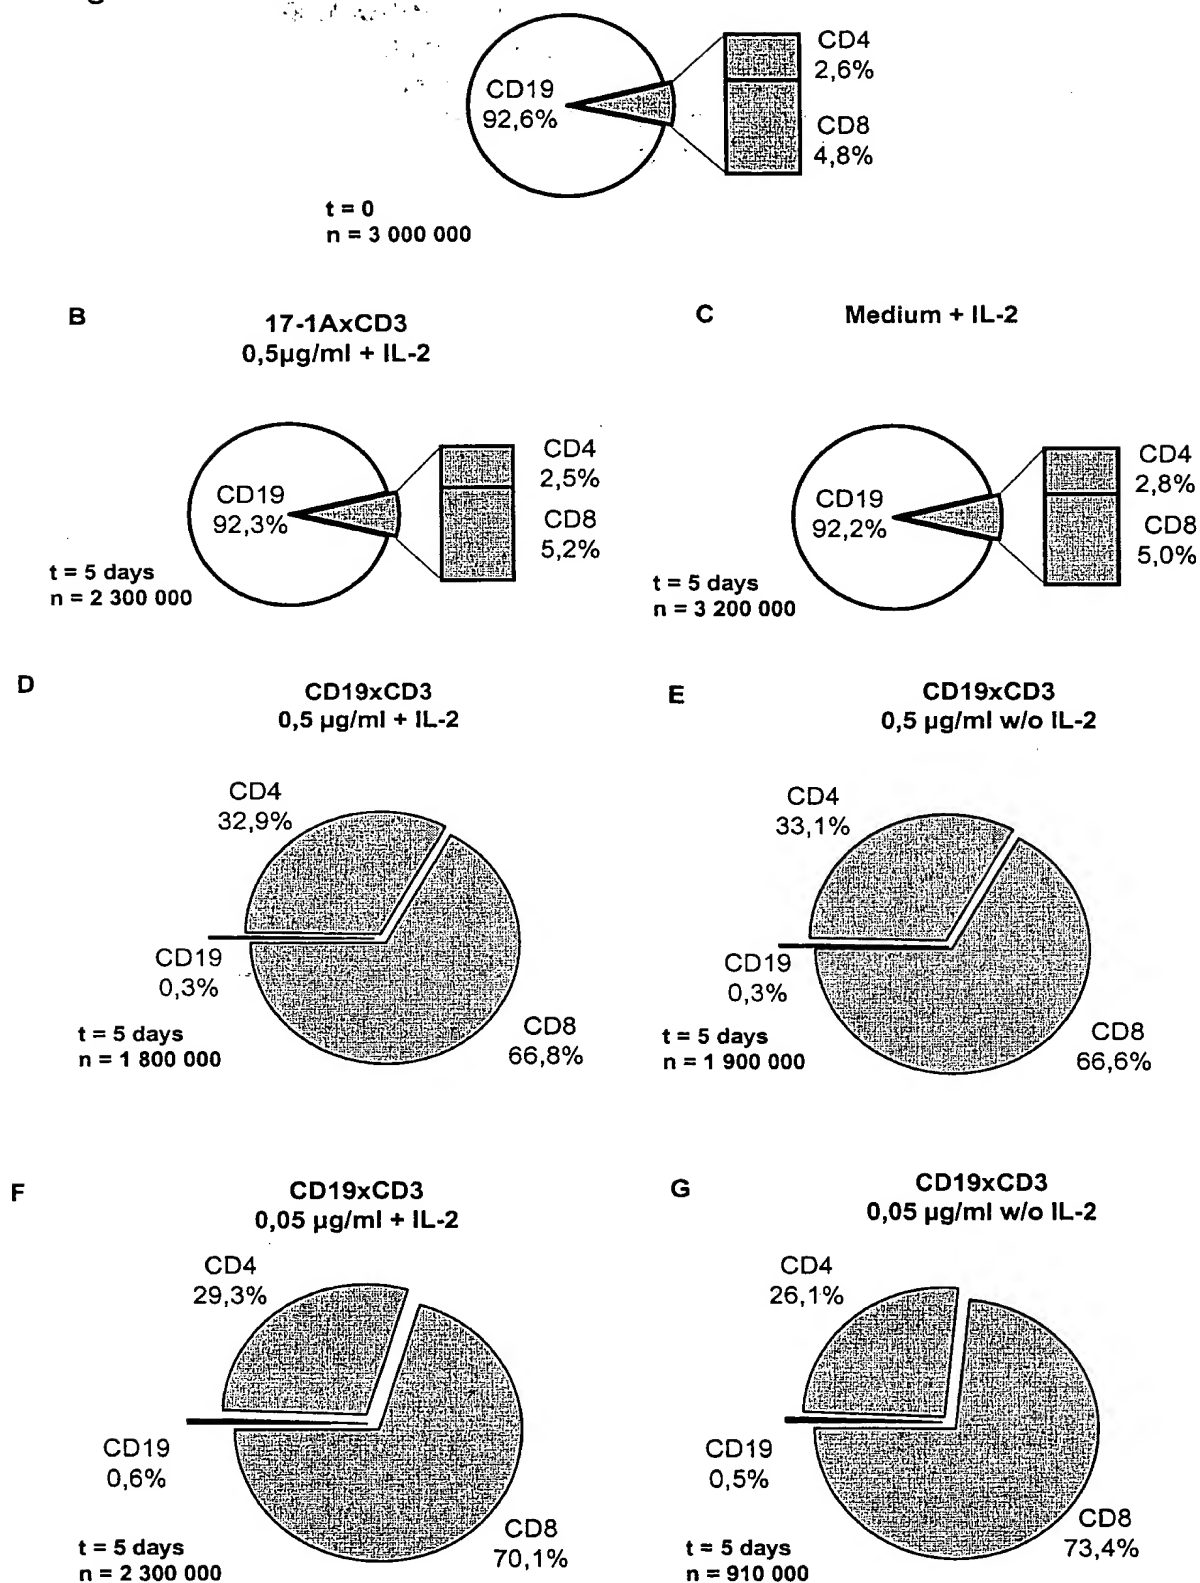 CD19
92,6%
CD4
2,6%
CD8
4,8%
t = 0
n = 3 000 000
B
17-1AxCD3
0,5µg/ml + IL-2
CD19
92,3%
CD4
2,5%
CD8
5,2%
t = 5 days
n = 2 300 000
C
Medium + IL-2
CD19
92,2%
CD4
2,8%
CD8
5,0%
t = 5 days
n = 3 200 000
D
CD19xCD3
0,5 µg/ml + IL-2
CD4
32,9%
CD19
0,3%
CD8
66,8%
t = 5 days
n = 1 800 000
E
CD19xCD3
0,5 µg/ml w/o IL-2
CD4
33,1%
CD19
0,3%
CD8
66,6%
t = 5 days
n = 1 900 000
F
CD19xCD3
0,05 µg/ml + IL-2
CD4
29,3%
CD19
0,6%
CD8
70,1%
t = 5 days
n = 2 300 000
G
CD19xCD3
0,05 µg/ml w/o IL-2
CD4
26,1%
CD19
0,5%
CD8
73,4%
t = 5 days
n = 910 000